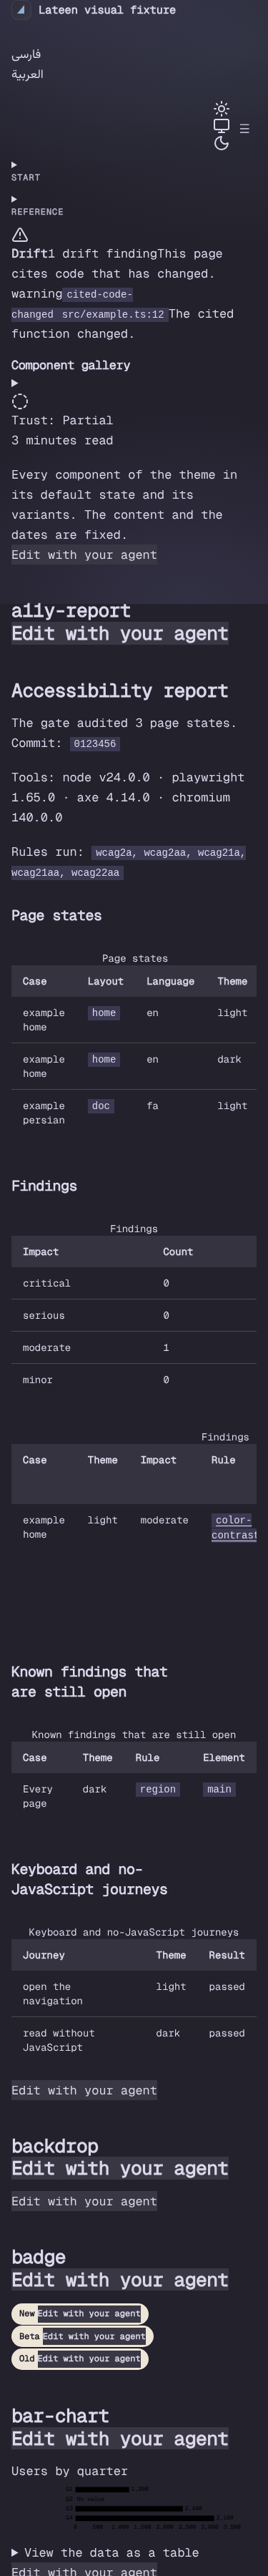 Lateen visual fixture
فارسی
العربية
START
REFERENCE
Drift1 drift findingThis page
cites code that has changed.
warning cited-code-
changed src/example.ts:12 The cited
function changed.
Component gallery
Trust: Partial
3 minutes read
Every component of the theme in
its default state and its
variants. The content and the
dates are fixed.
Edit with your agent
a11y-report
Edit with your agent
Accessibility report
The gate audited 3 page states.
Commit: 0123456
Tools: node v24.0.0 · playwright
1.65.0 · axe 4.14.0 · chromium
140.0.0
Rules run: wcag2a, wcag2aa, wcag21a,
wcag21aa, wcag22aa
Page states
Page states
Case Layout Language Theme
example home en light
home
example home en dark
home
example doc fa light
persian
Findings
Findings
Impact Count
critical 0
serious 0
moderate 1
minor 0
Findings
Case Theme Impact Rule
example light moderate color-
home contrast
Known findings that
are still open
Known findings that are still open
Case Theme Rule Element
Every dark region main
page
Keyboard and no-
JavaScript journeys
Keyboard and no-JavaScript journeys
Journey Theme Result
open the light passed
navigation
read without dark passed
JavaScript
Edit with your agent
backdrop
Edit with your agent
Edit with your agent
badge
Edit with your agent
New Edit with your agent
Beta Edit with your agent
Old Edit with your agent
bar-chart
Edit with your agent
Users by quarter
View the data as a table
Edit with your agent